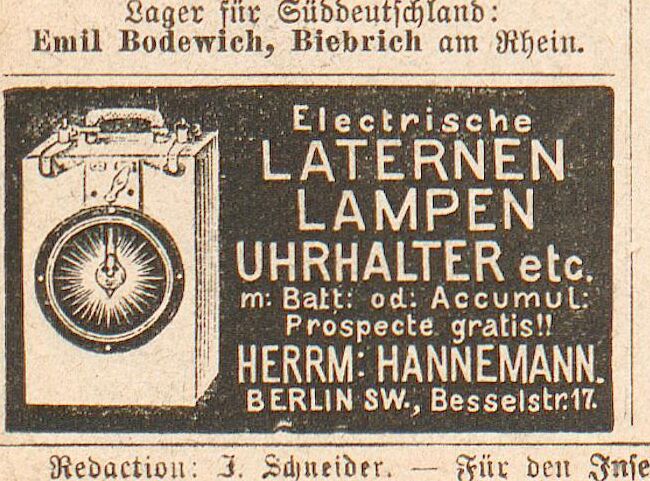 Lager für Süddeutschland:
Emil Bodewich, Biebrich am Rhein.
Electrische
LATERNEN
LAMPEN
UHRHALTER etc.
m: Batt: od: Accumul:
Prospecte gratis!!
HERRM: HANNEMANN.
BERLIN SW., Besselstr. 17.
Redaction: J. Schneider. — Für den Inse